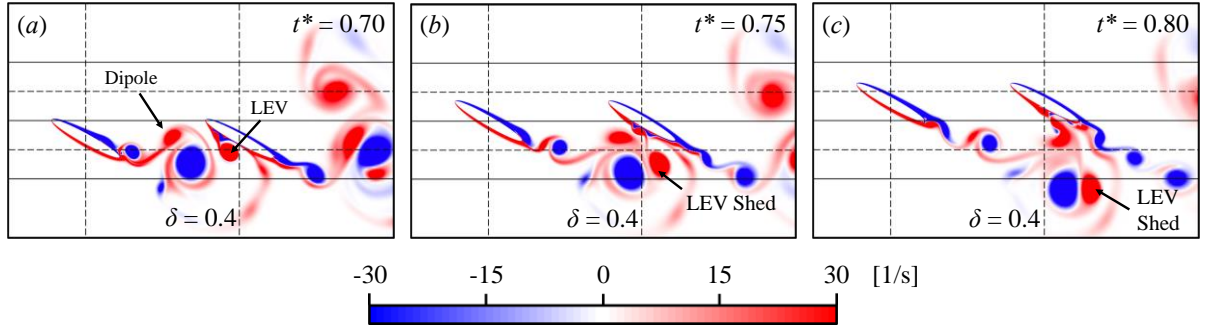 (a) t* = 0.70
Dipole
LEV
δ = 0.4
(b) t* = 0.75
LEV Shed
δ = 0.4
(c) t* = 0.80
LEV
Shed
δ = 0.4
-30 -15 0 15 30 [1/s]